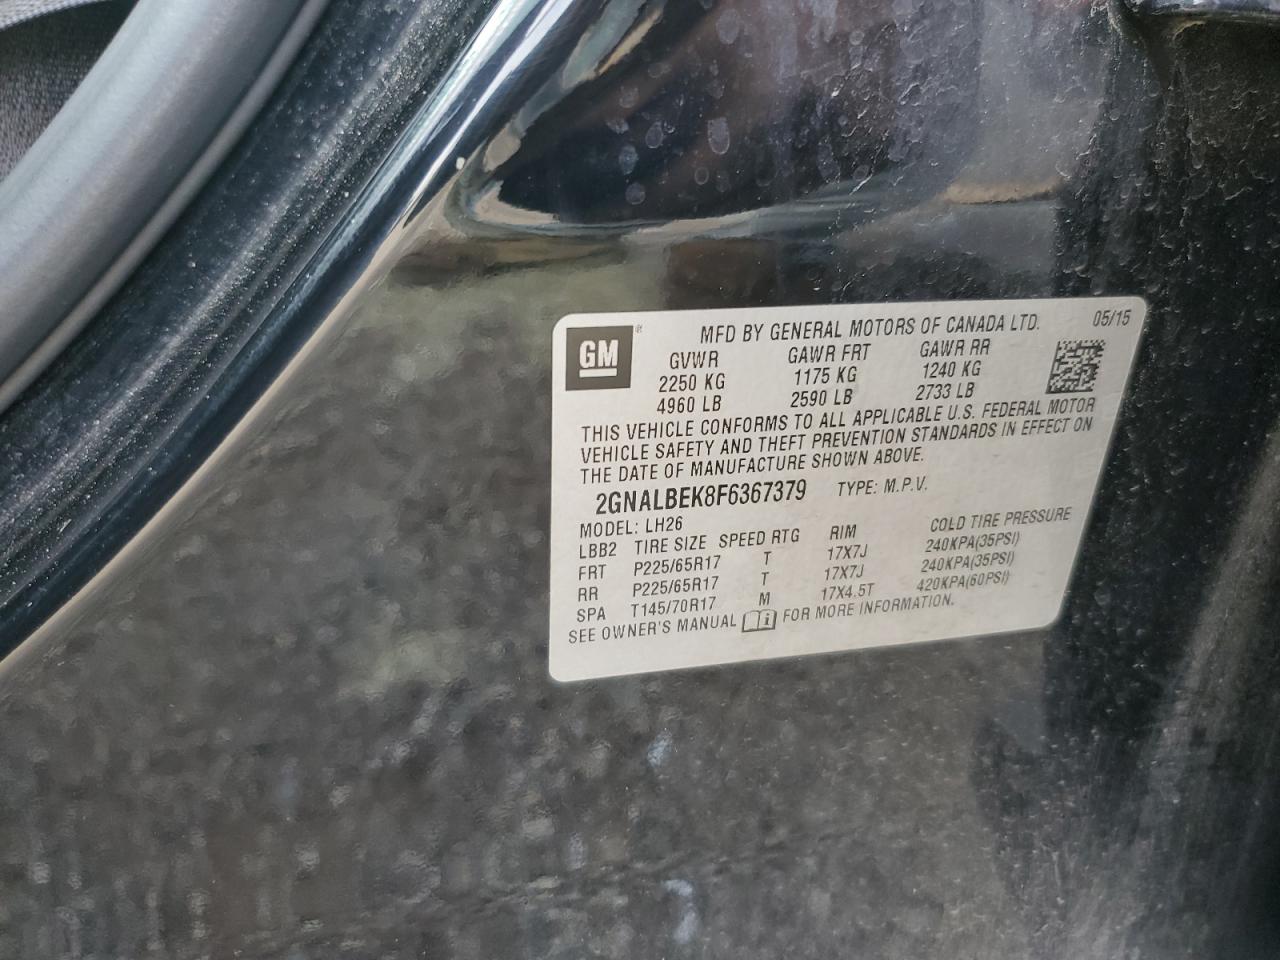 GM
MFD BY GENERAL MOTORS OF CANADA LTD. 05/15
GVWR GAWR FRT GAWR RR
2250 KG 1175 KG 1240 KG
4960 LB 2590 LB 2733 LB
THIS VEHICLE CONFORMS TO ALL APPLICABLE U.S. FEDERAL MOTOR
VEHICLE SAFETY AND THEFT PREVENTION STANDARDS IN EFFECT ON
THE DATE OF MANUFACTURE SHOWN ABOVE.
2GNALBEK8F6367379 TYPE: M.P.V.
MODEL: LH26
LBB2 TIRE SIZE SPEED RTG RIM COLD TIRE PRESSURE
FRT P225/65R17 T 17X7J 240KPA(35PSI)
RR P225/65R17 T 17X7J 240KPA(35PSI)
SPA T145/70R17 M 17X4.5T 420KPA(60PSI)
SEE OWNER'S MANUAL i FOR MORE INFORMATION.